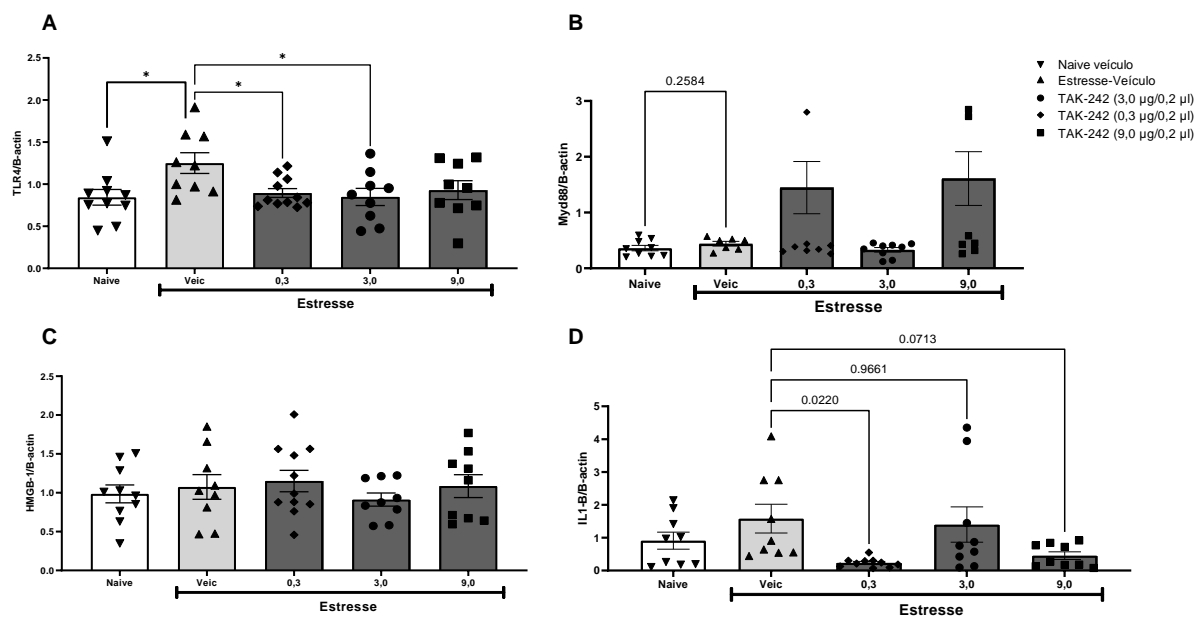 A
TLR4/B-actin
2.5
2.0
1.5
1.0
0.5
0.0
*
*
*
Naive
Veic
0,3
3,0
9,0
Estresse
B
Myd88/B-actin
3
2
1
0
0.2584
Naive
Veic
0,3
3,0
9,0
Estresse
Naive veículo
Estresse-Veículo
TAK-242 (3,0 µg/0,2 µl)
TAK-242 (0,3 µg/0,2 µl)
TAK-242 (9,0 µg/0,2 µl)
C
HMGB-1/B-actin
2.5
2.0
1.5
1.0
0.5
0.0
Naive
Veic
0,3
3,0
9,0
Estresse
D
IL1-B/B-actin
5
4
3
2
1
0
0.0713
0.9661
0.0220
Naive
Veic
0,3
3,0
9,0
Estresse